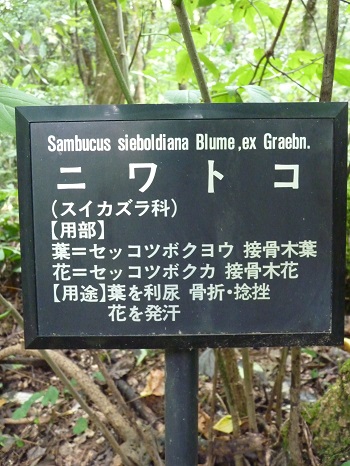 Sambucus sieboldiana Blume ,ex Graebn.
ニワトコ
(スイカズラ科)
【用部】
葉＝セッコツボクヨウ 接骨木葉
花＝セッコツボクカ 接骨木花
【用途】葉を利尿 骨折・捻挫
花を発汗